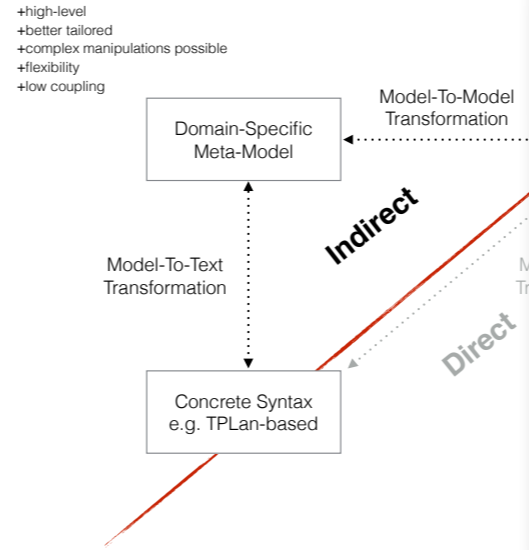 +high-level
+better tailored
+complex manipulations possible
+flexibility
+low coupling
Domain-Specific
Meta-Model
Model-To-Model
Transformation
Indirect
Model-To-Text
Transformation
Direct
Concrete Syntax
e.g. TPLan-based